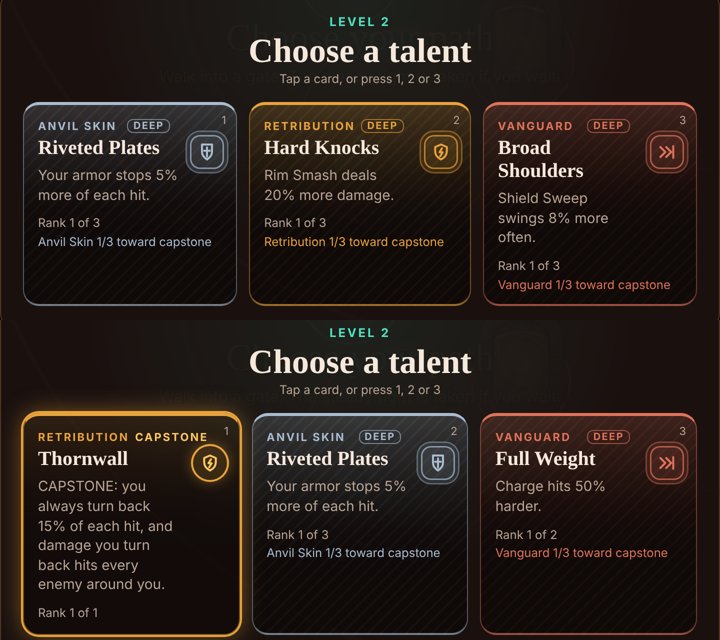 LEVEL 2
Choose a talent
Tap a card, or press 1, 2 or 3
ANVIL SKIN DEEP 1
Riveted Plates
Your armor stops 5%
more of each hit.
Rank 1 of 3
Anvil Skin 1/3 toward capstone
RETRIBUTION DEEP 2
Hard Knocks
Rim Smash deals
20% more damage.
Rank 1 of 3
Retribution 1/3 toward capstone
VANGUARD DEEP 3
Broad
Shoulders
Shield Sweep
swings 8% more
often.
Rank 1 of 3
Vanguard 1/3 toward capstone
LEVEL 2
Choose a talent
Tap a card, or press 1, 2 or 3
RETRIBUTION CAPSTONE 1
Thornwall
CAPSTONE: you
always turn back
15% of each hit, and
damage you turn
back hits every
enemy around you.
Rank 1 of 1
ANVIL SKIN DEEP 2
Riveted Plates
Your armor stops 5%
more of each hit.
Rank 1 of 3
Anvil Skin 1/3 toward capstone
VANGUARD DEEP 3
Full Weight
Charge hits 50%
harder.
Rank 1 of 2
Vanguard 1/3 toward capstone